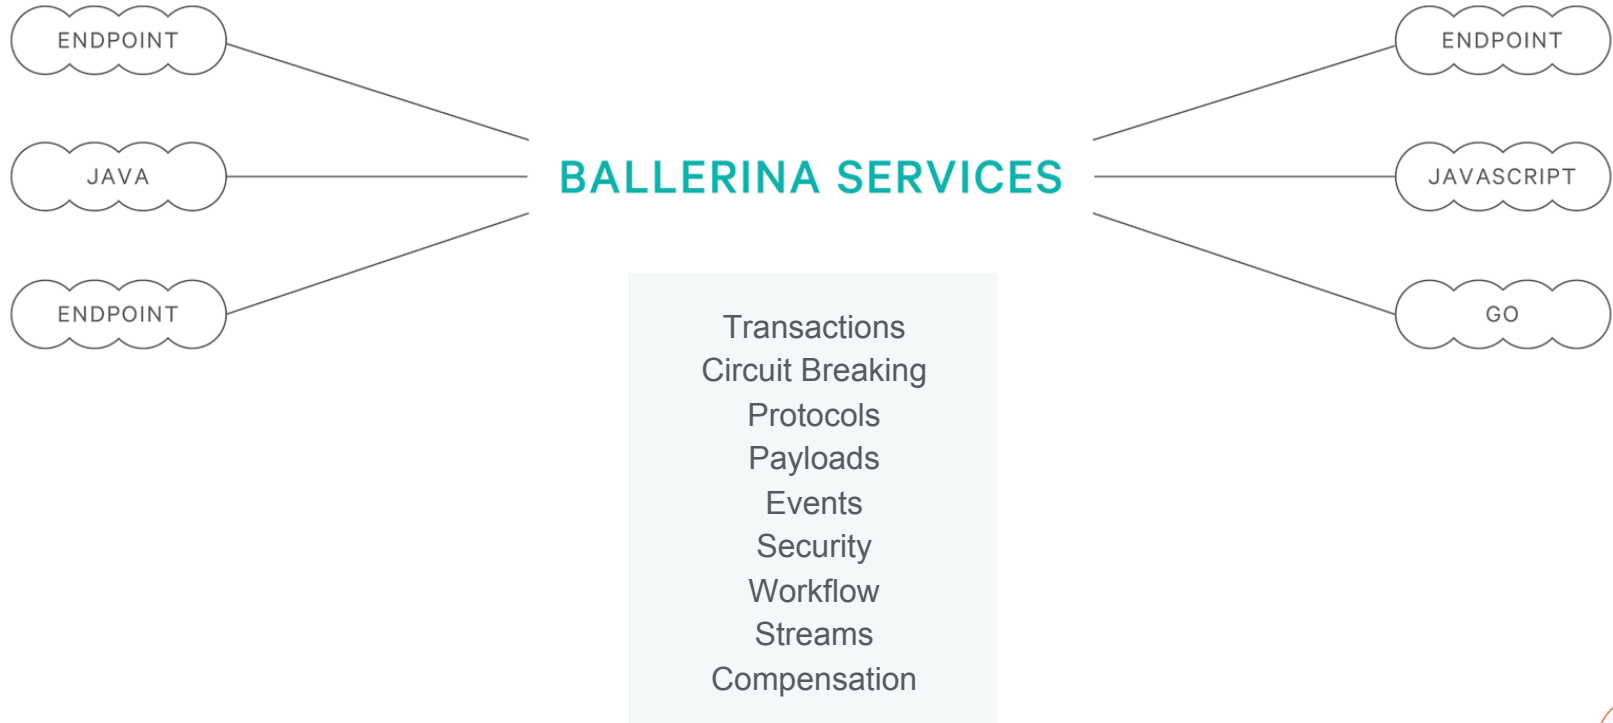 ENDPOINT
ENDPOINT
JAVA
BALLERINA SERVICES
JAVASCRIPT
ENDPOINT
GO
Transactions
Circuit Breaking
Protocols
Payloads
Events
Security
Workflow
Streams
Compensation